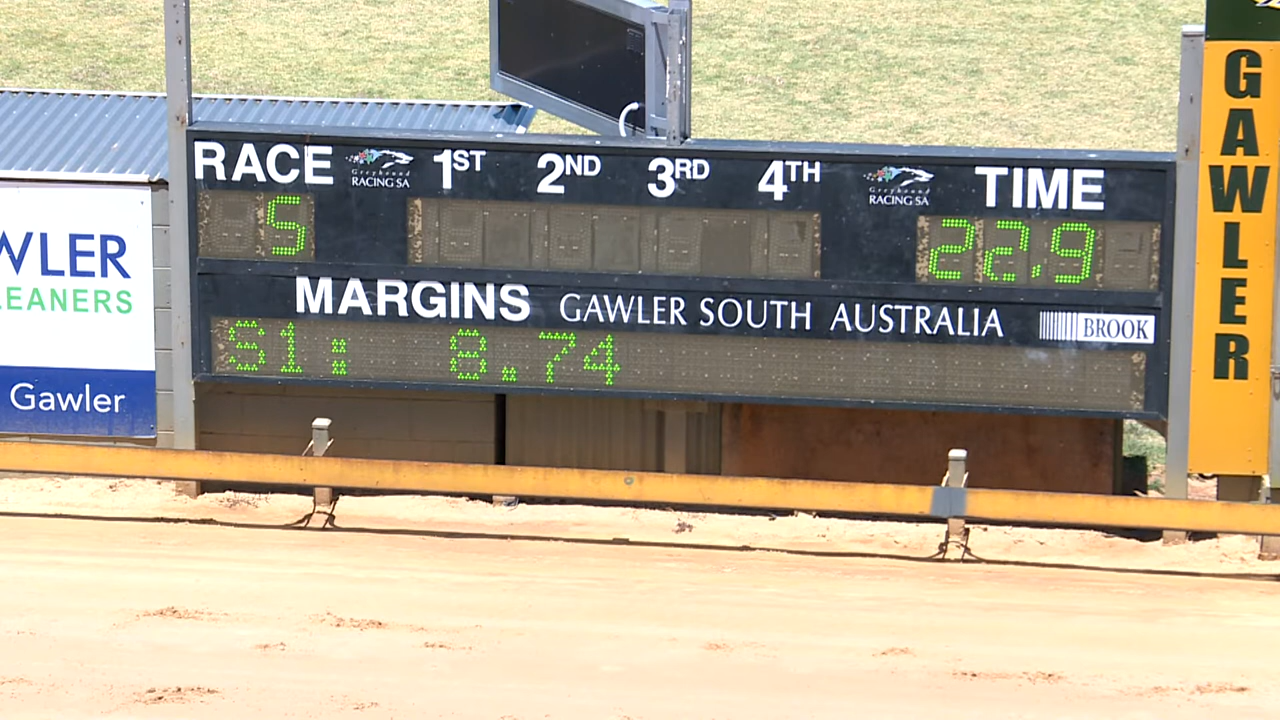 RACE
Greyhound
RACING SA
1ST 2ND 3RD 4TH
Greyhound
RACING SA
TIME
5
22.9
MARGINS
GAWLER SOUTH AUSTRALIA
BROOK
S1: 8.74
WLER
EANERS
Gawler
GAWLER